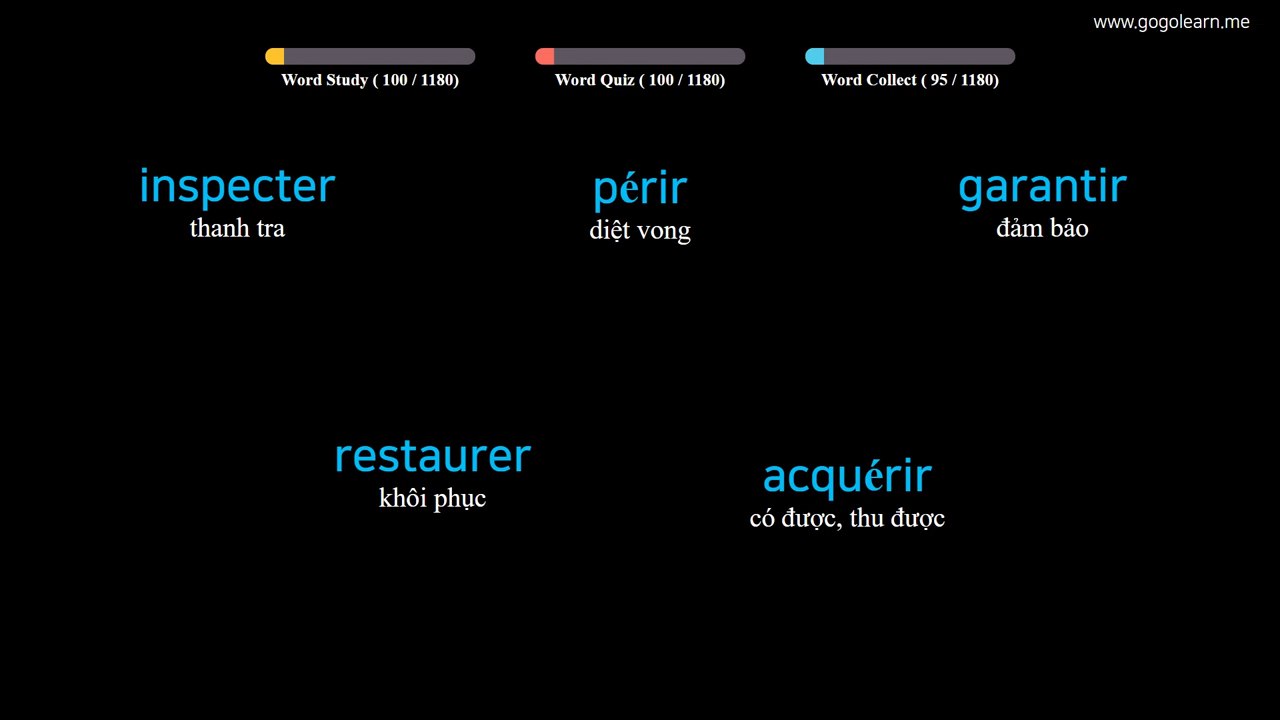 www.gogolearn.me
Word Study ( 100 / 1180)
Word Quiz ( 100 / 1180)
Word Collect ( 95 / 1180)
inspecter
thanh tra
périr
diệt vong
garantir
đảm bảo
restaurer
khôi phục
acquérir
có được, thu được